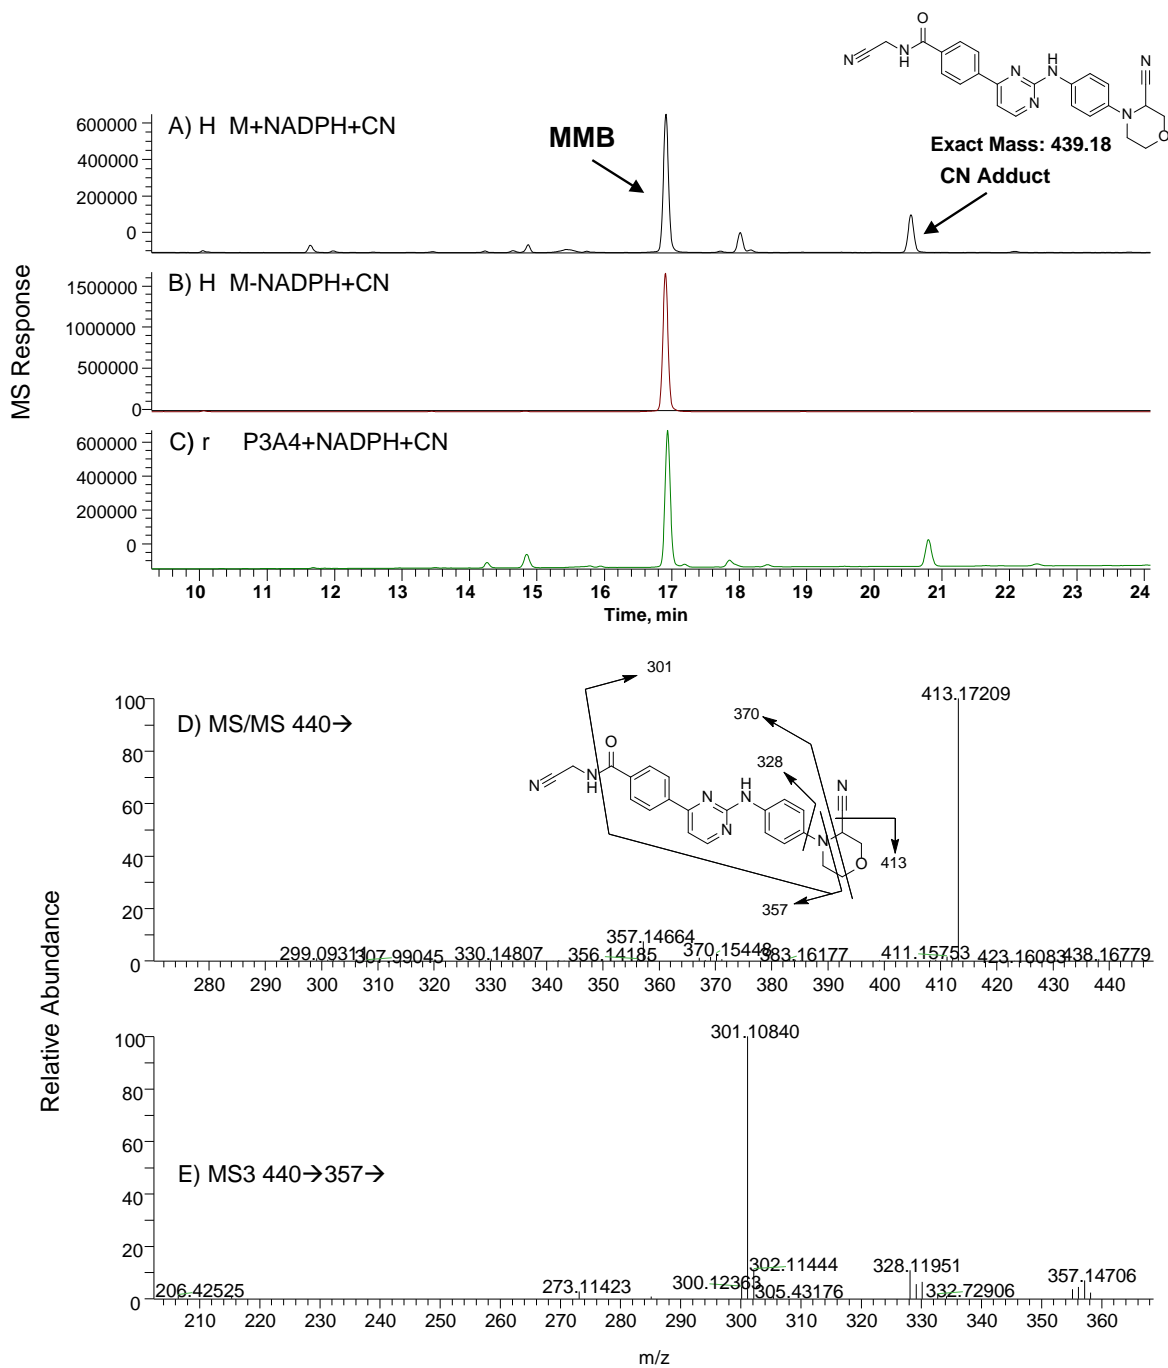 O
N
N
H
N
N
NH
N
N
O
Exact Mass: 439.18
CN Adduct
A) H M+NADPH+CN
MMB
600000
400000
200000
0
B) H M-NADPH+CN
1500000
1000000
500000
0
C) r P3A4+NADPH+CN
600000
400000
200000
0
MS Response
10 11 12 13 14 15 16 17 18 19 20 21 22 23 24
Time, min
D) MS/MS 440→
301
370
328
413
357
O
N
N
H
N
N
NH
N
N
O
413.17209
100
80
60
40
20
0
299.09311 307.99045 330.14807 356.14185 357.14664 370.15448 383.16177 411.15753 423.16083 438.16779
280 290 300 310 320 330 340 350 360 370 380 390 400 410 420 430 440
Relative Abundance
E) MS3 440→357→
301.10840
100
80
60
40
20
0
206.42525 273.11423 300.12363 302.11444 305.43176 328.11951 332.72906 357.14706
210 220 230 240 250 260 270 280 290 300 310 320 330 340 350 360
m/z